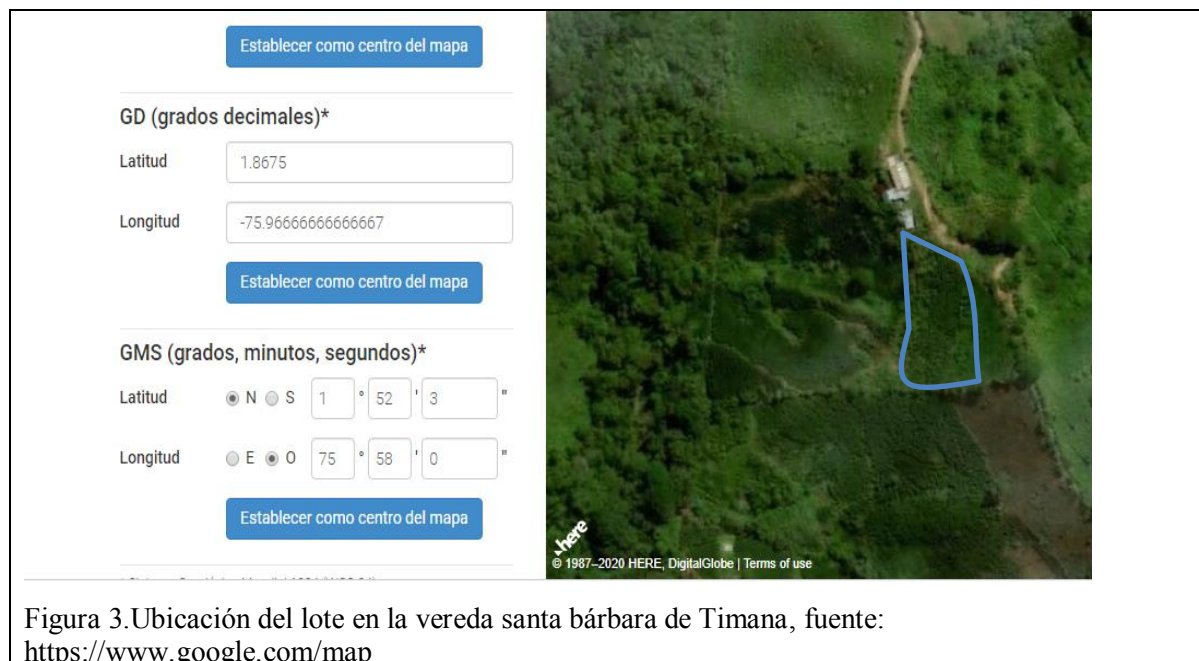 Establecer como centro del mapa
GD (grados decimales)*
Latitud 1.8675
Longitud -75.96666666666667
Establecer como centro del mapa
GMS (grados, minutos, segundos)*
Latitud N S 1 ° 52 ' 3 "
Longitud E O 75 ° 58 ' 0 "
Establecer como centro del mapa
here
© 1987–2020 HERE, DigitalGlobe | Terms of use
Figura 3.Ubicación del lote en la vereda santa bárbara de Timana, fuente:
https://www.google.com/map